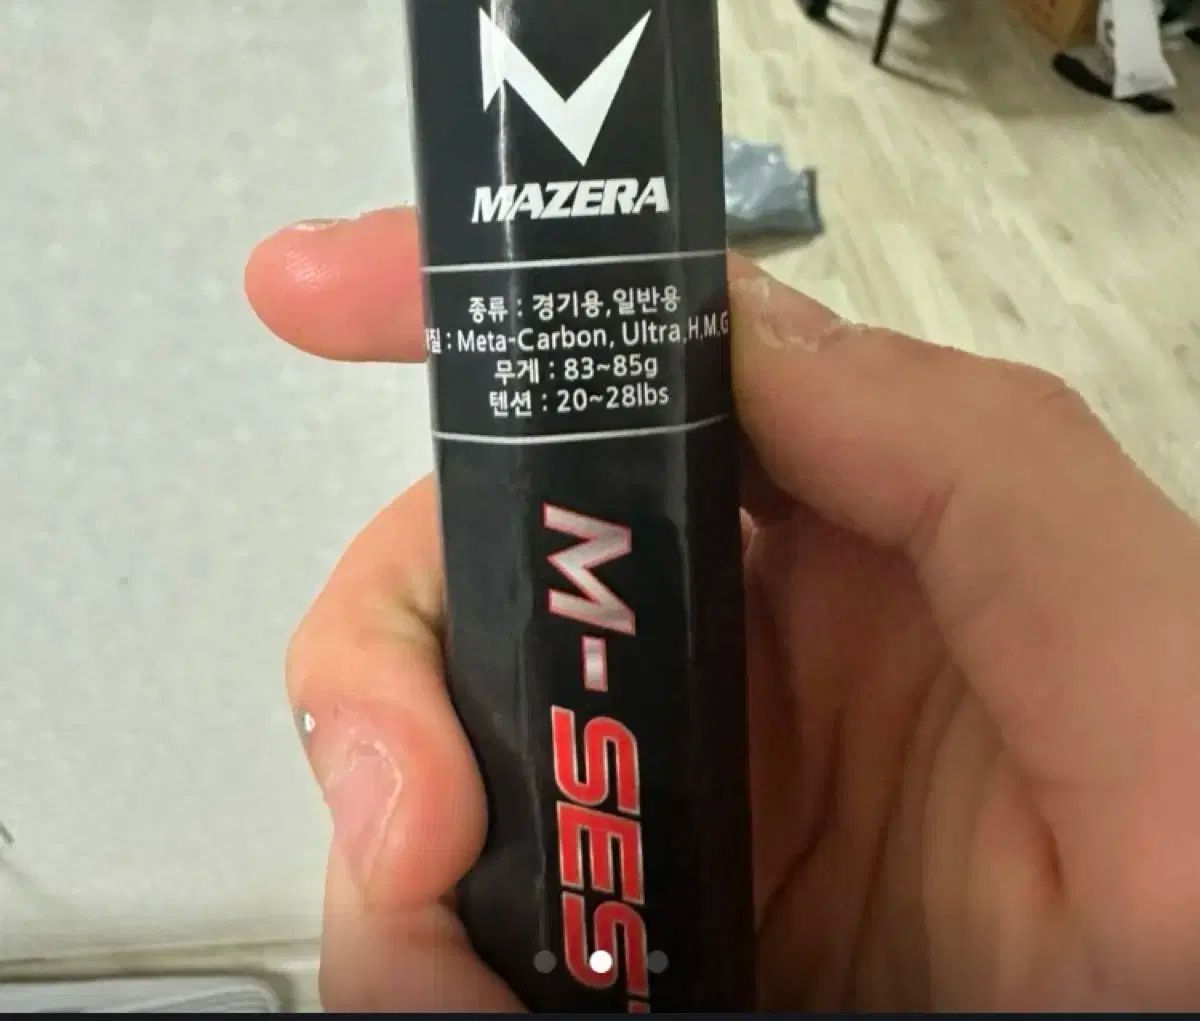 MAZERA
종류 : 경기용,일반용
질 : Meta-Carbon, Ultra,H,M,G
무게 : 83~85g
텐션 : 20~28lbs
M-SES